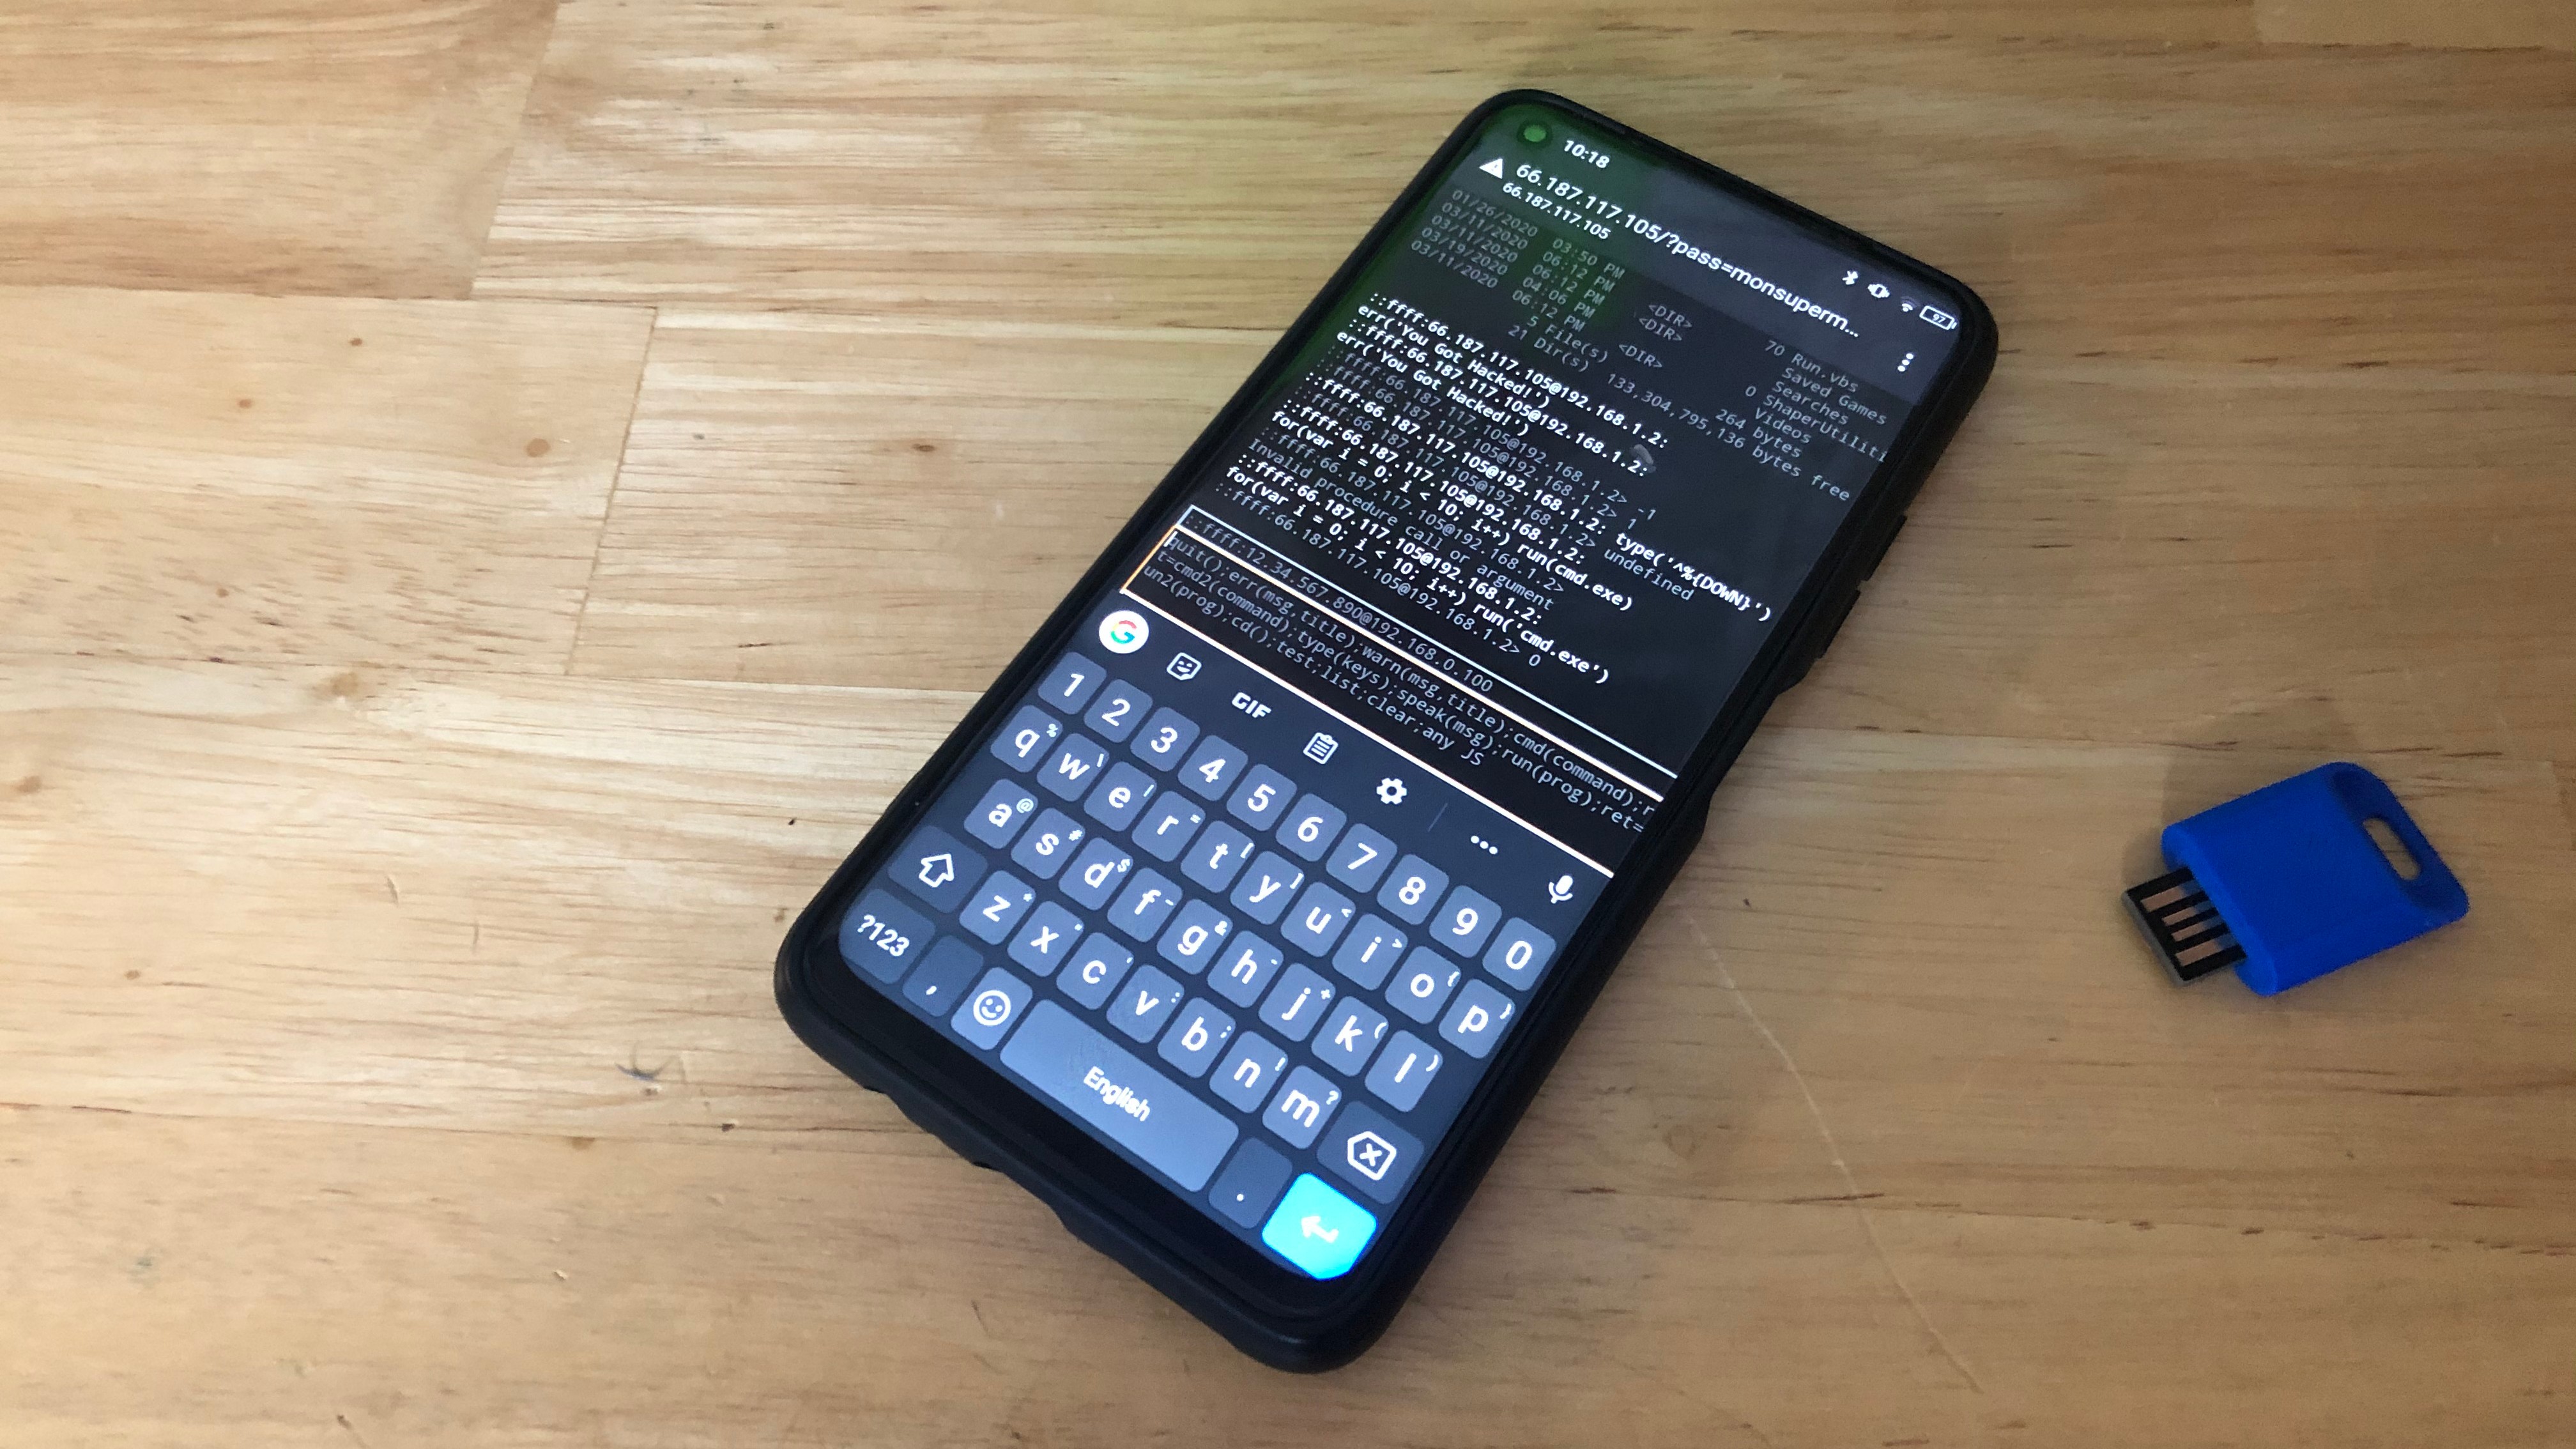 10:18
97
66.187.117.105/?pass=monsuperm...
66.187.117.105
01/26/2020 03:50 PM 70 Run.vbs
03/11/2020 06:12 PM <DIR> Saved Games
03/11/2020 06:12 PM <DIR> Searches
03/19/2020 04:06 PM 0 ShaperUtiliti
03/11/2020 06:12 PM <DIR> Videos
5 File(s) 264 bytes
21 Dir(s) 133,304,795,136 bytes free
::ffff:66.187.117.105@192.168.1.2:
err('You Got Hacked!')
::ffff:66.187.117.105@192.168.1.2:
err('You Got Hacked!')
::ffff:66.187.117.105@192.168.1.2> -1
::ffff:66.187.117.105@192.168.1.2> 1
::ffff:66.187.117.105@192.168.1.2: type('^%{DOWN}')
::ffff:66.187.117.105@192.168.1.2> undefined
::ffff:66.187.117.105@192.168.1.2:
for(var i = 0; i < 10; i++) run(cmd.exe)
::ffff:66.187.117.105@192.168.1.2>
Invalid procedure call or argument
::ffff:66.187.117.105@192.168.1.2:
for(var i = 0; i < 10; i++) run('cmd.exe')
::ffff:66.187.117.105@192.168.1.2> 0
::ffff:12.34.567.890@192.168.0.100
quit();err(msg,title);warn(msg,title);cmd(command);r
t=cmd2(command);type(keys);speak(msg);run(prog);ret=
un2(prog);cd();test;list;clear;any js
G GIF
1 2 3 4 5 6 7 8 9 0
q w e r t y u i o p
a s d f g h j k l
z x c v b n m
?123 , English .